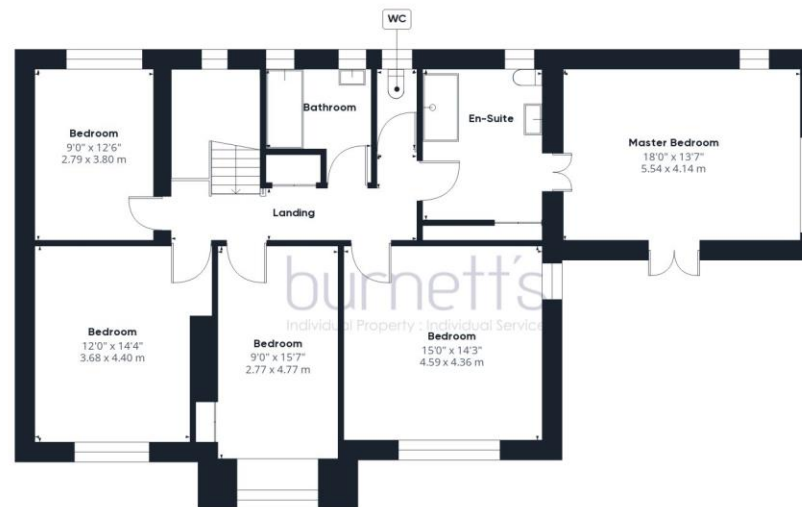 WC
Bedroom
9'0" x 12'6"
2.79 x 3.80 m
Bathroom
En-Suite
Master Bedroom
18'0" x 13'7"
5.54 x 4.14 m
Landing
burnett's
Individual Property : Individual Service
Bedroom
12'0" x 14'4"
3.68 x 4.40 m
Bedroom
9'0" x 15'7"
2.77 x 4.77 m
Bedroom
15'0" x 14'3"
4.59 x 4.36 m